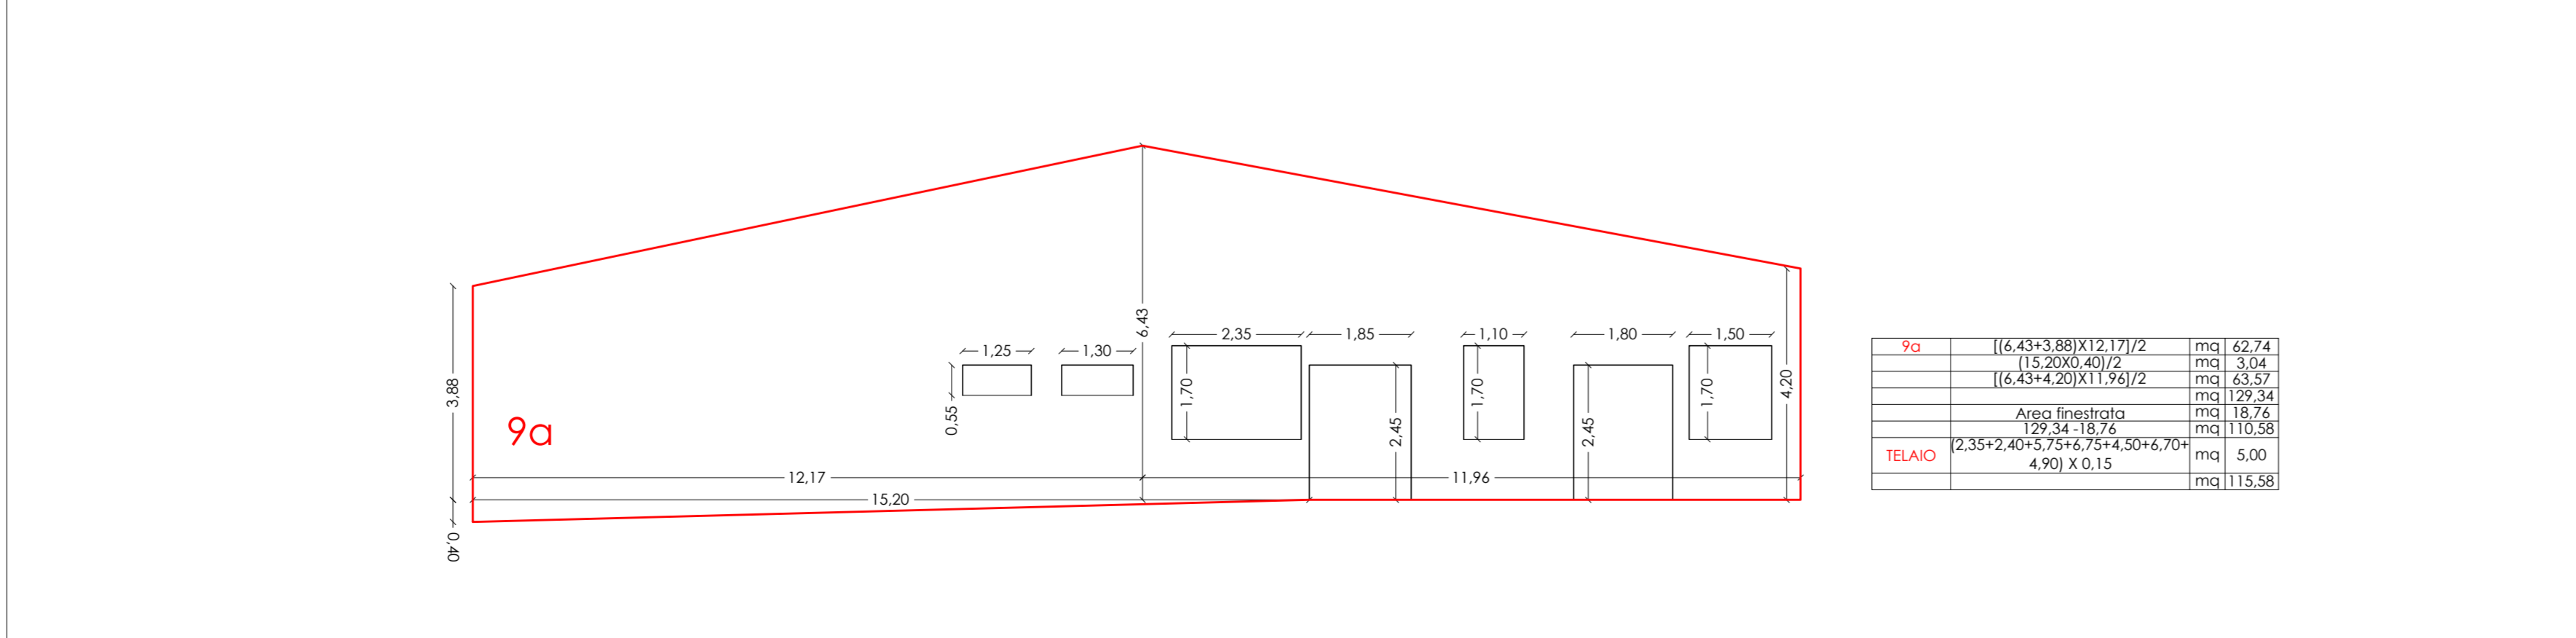 6,43
2,35
1,85
1,10
1,80
1,50
1,25
1,30
3,88
0,55
1,70
2,45
1,70
2,45
1,70
4,20
9a
12,17
11,96
15,20
0,40
9a [(6,43+3,88)X12,17]/2 mq 62,74
(15,20X0,40)/2 mq 3,04
[(6,43+4,20)X11,96]/2 mq 63,57
mq 129,34
Area finestrata mq 18,76
129,34 -18,76 mq 110,58
TELAIO (2,35+2,40+5,75+6,75+4,50+6,70+ mq 5,00
4,90) X 0,15
mq 115,58